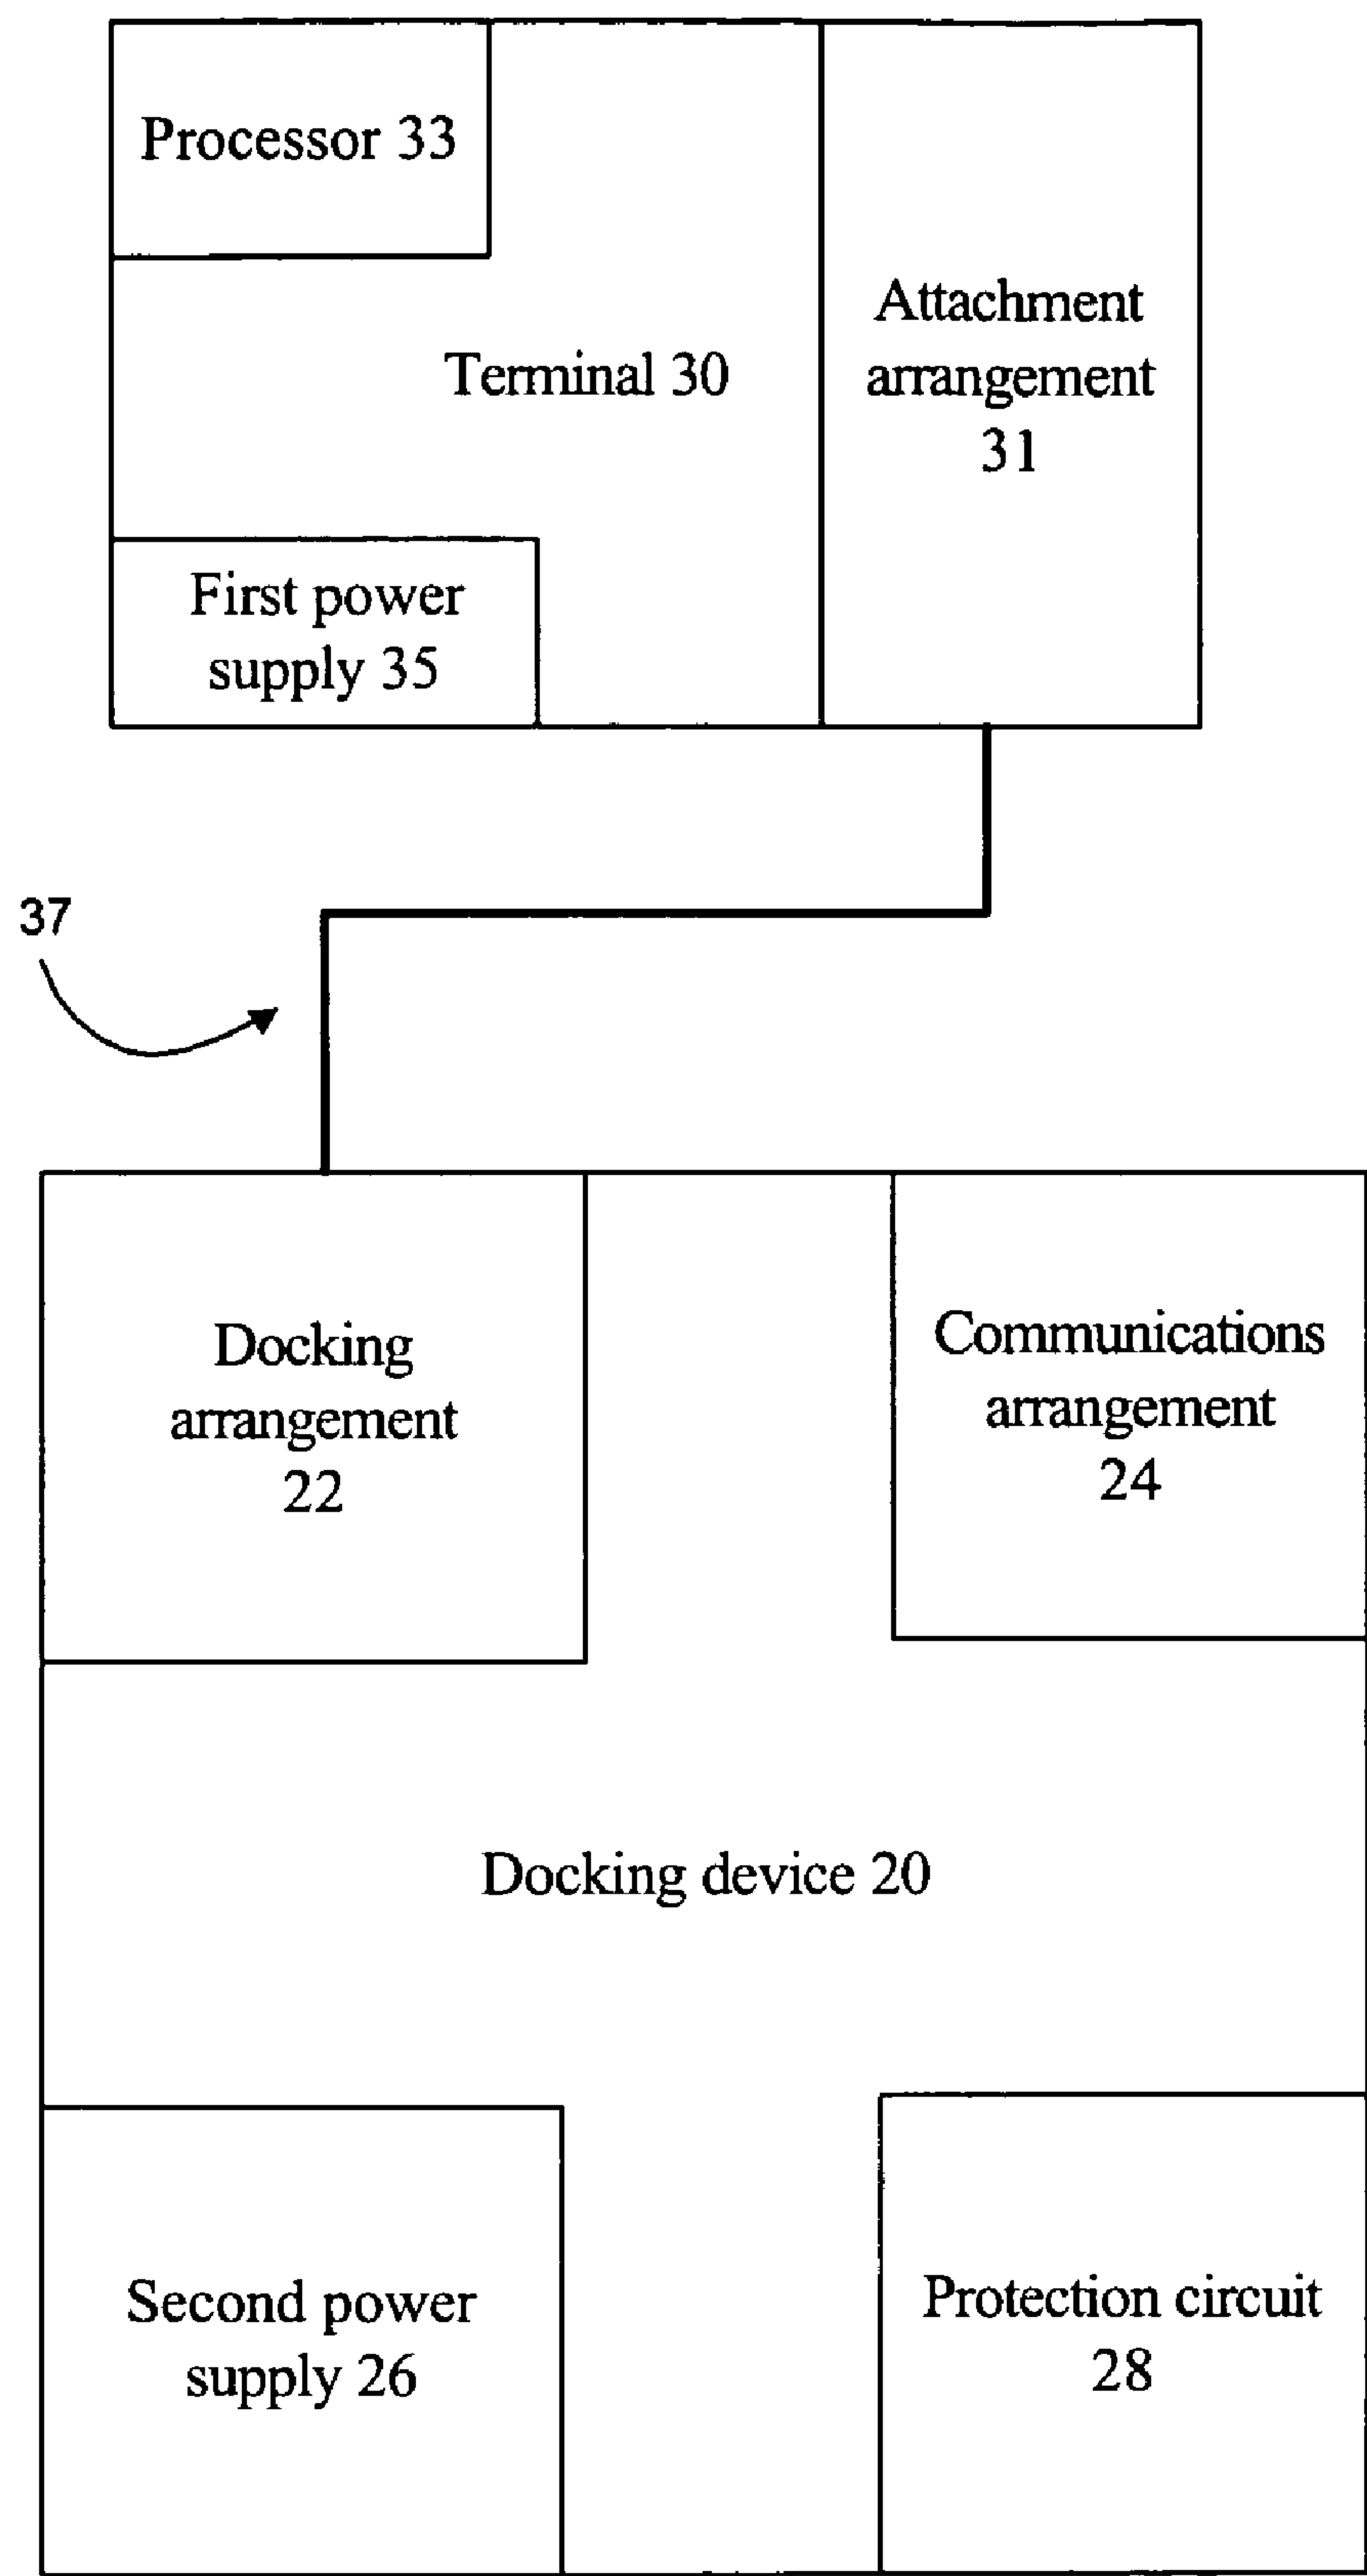 Processor 33
Attachment
arrangement
31
Terminal 30
First power
supply 35
37
Docking
arrangement
22
Communications
arrangement
24
Docking device 20
Second power
supply 26
Protection circuit
28